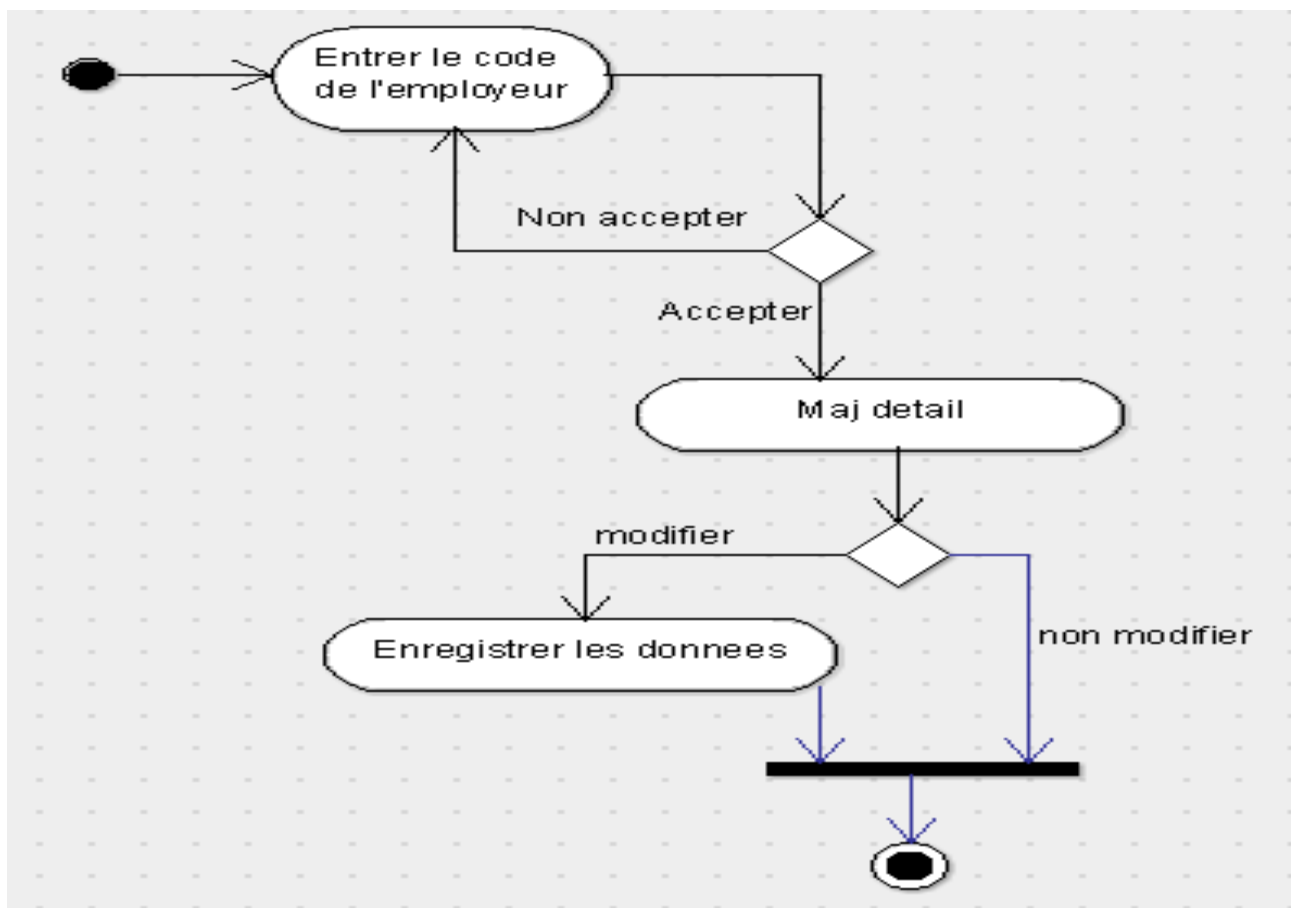 Entrer le code
de l'employeur
Non accepter
Accepter
Maj detail
modifier
non modifier
Enregistrer les donnees